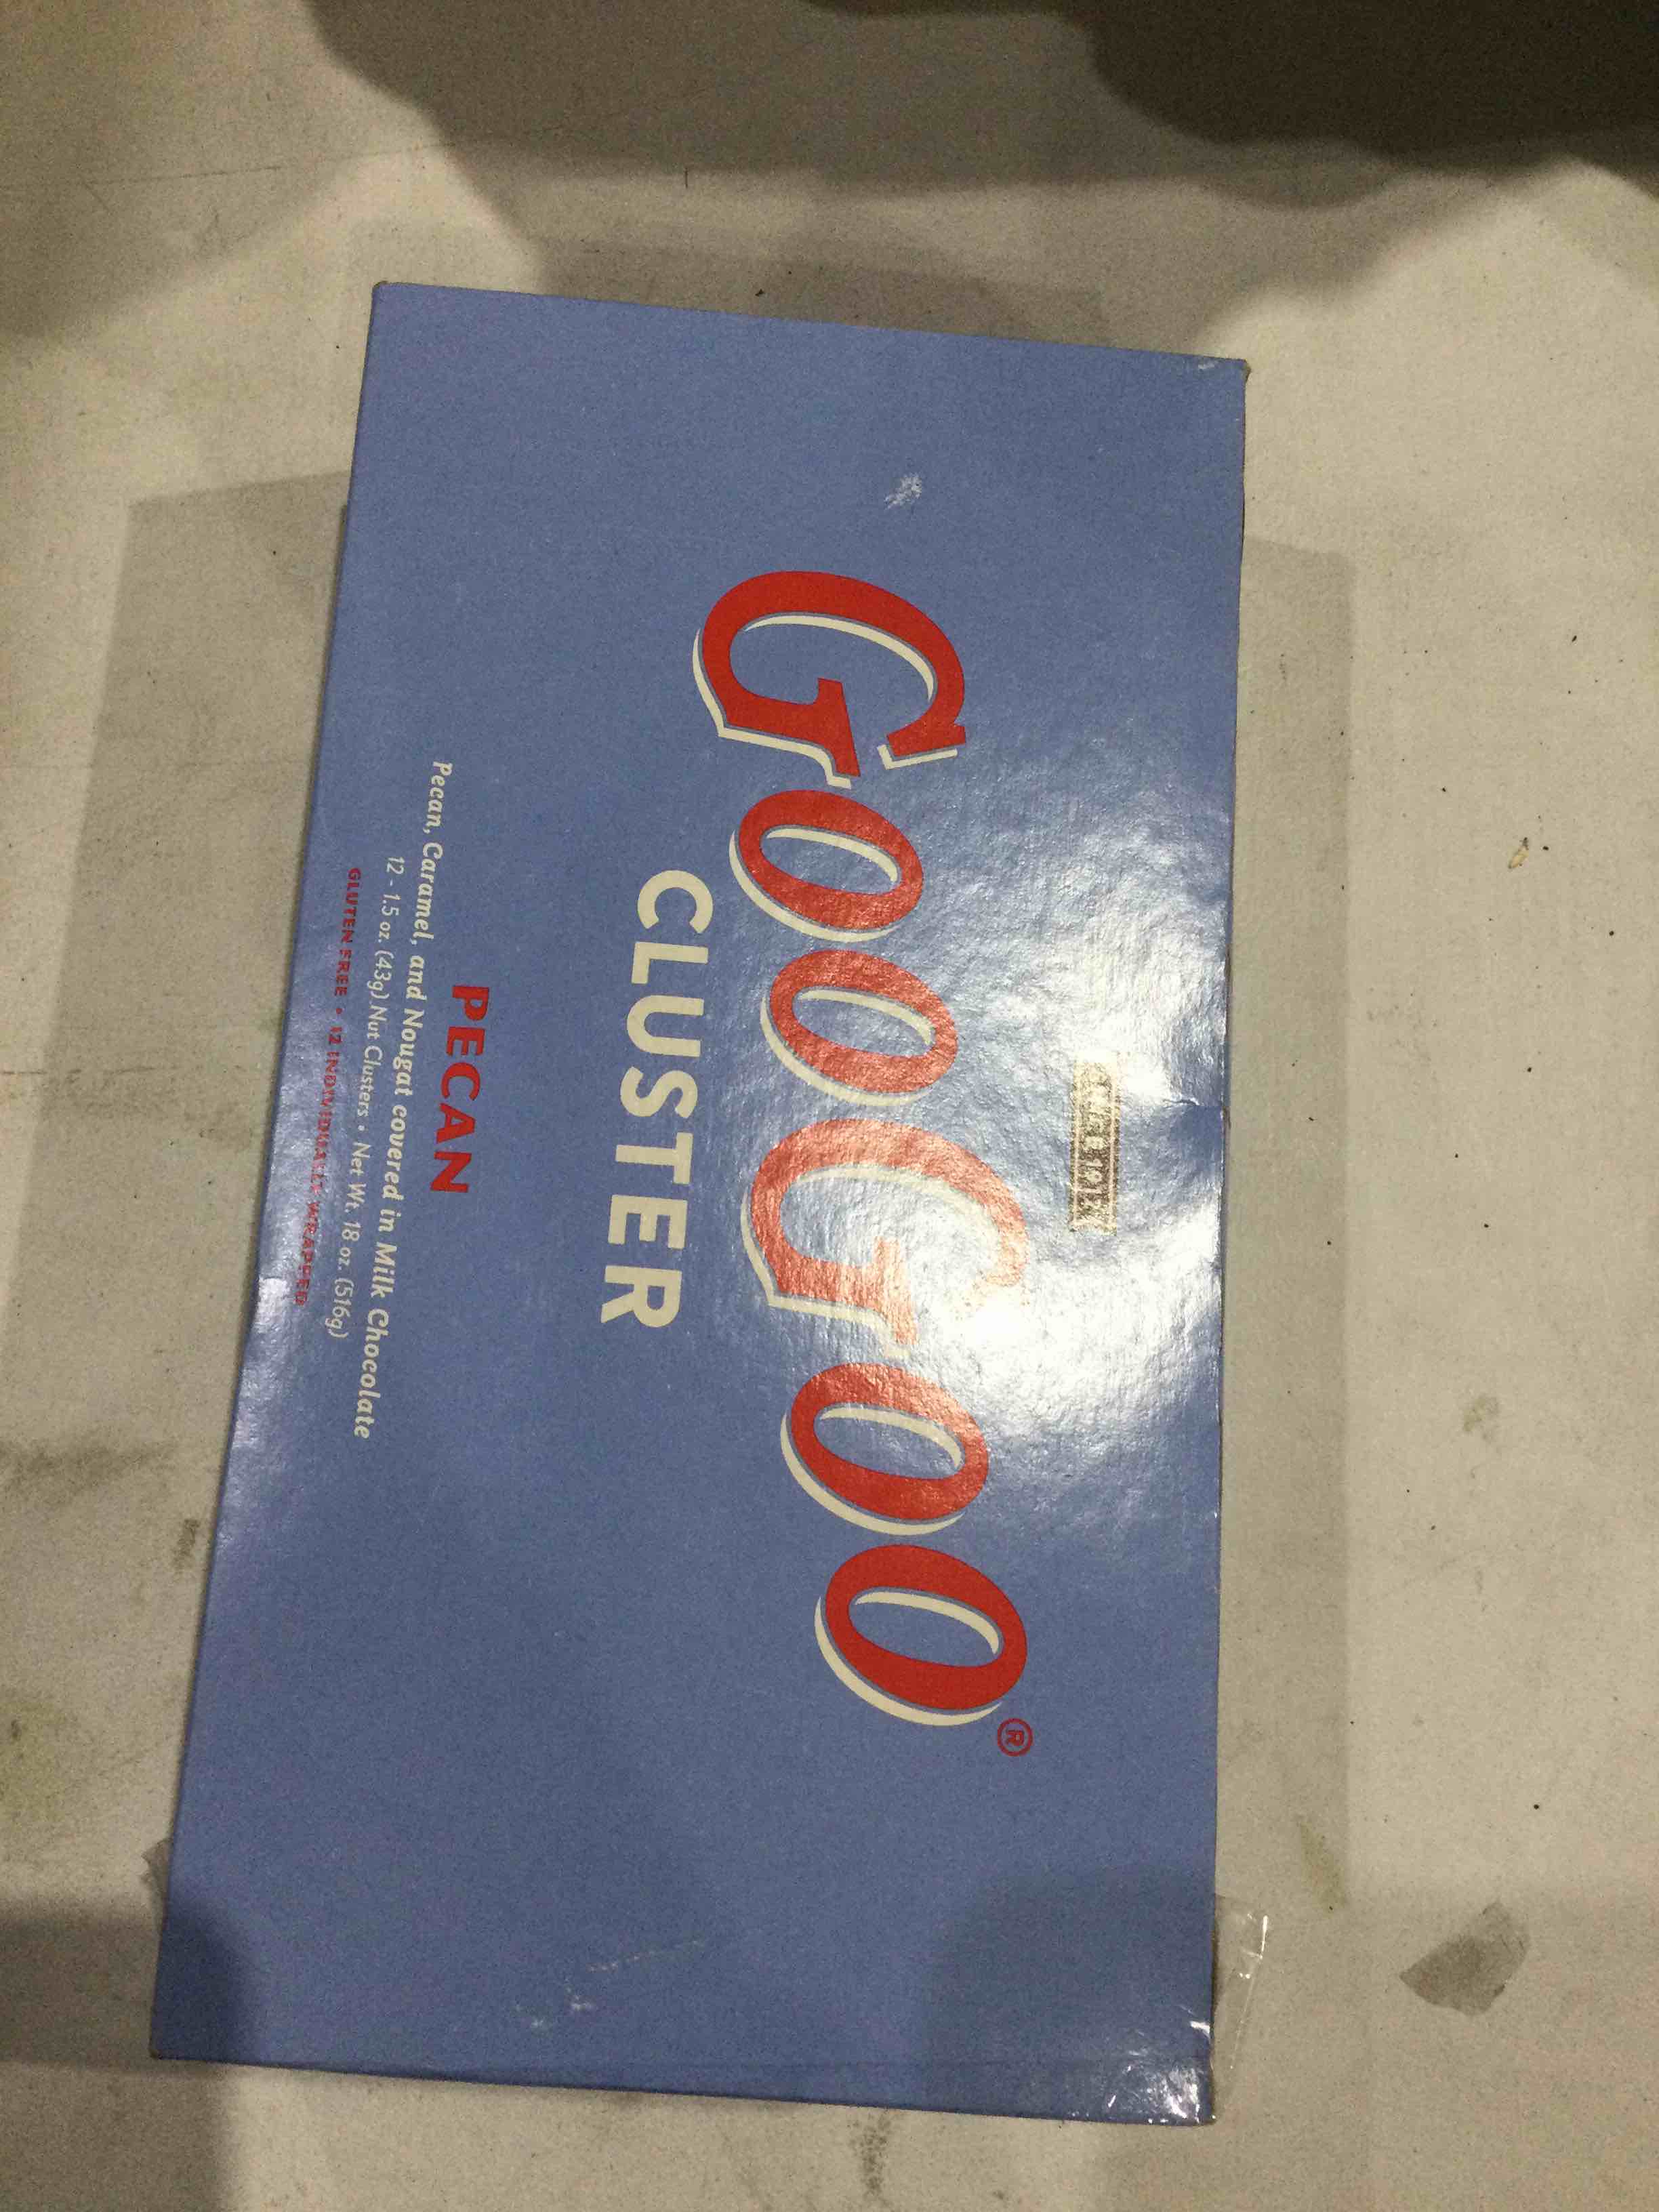 GooGoo®
CLUSTER
PECAN
Pecan, Caramel, and Nougat covered in Milk Chocolate
12 - 1.5 oz. (43g) Nut Clusters • Net Wt. 18 oz. (516g)
GLUTEN FREE • 12 INDIVIDUALLY WRAPPED